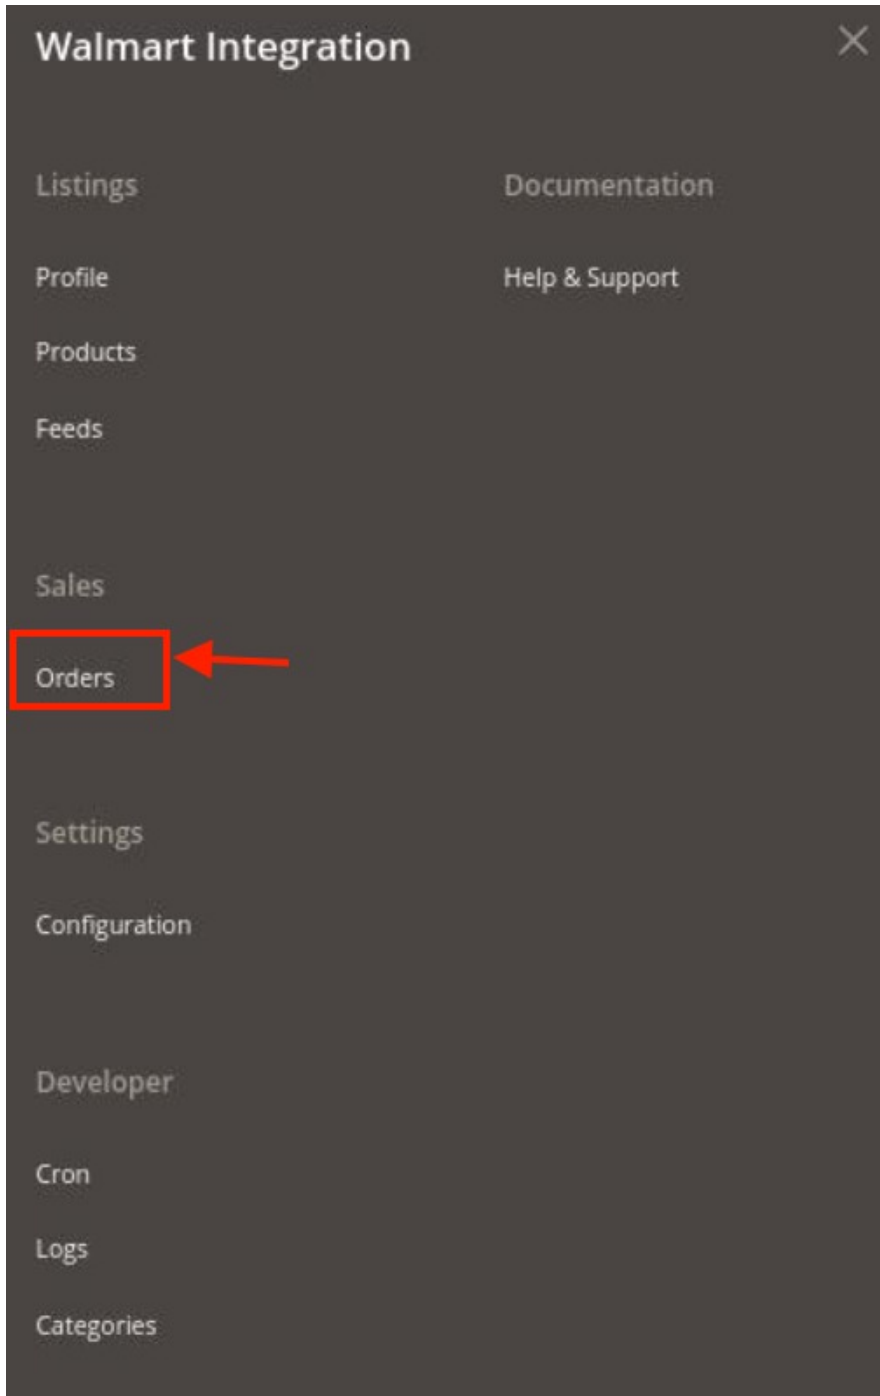 Walmart Integration
Listings
Profile
Products
Feeds
Sales
Orders
Settings
Configuration
Developer
Cron
Logs
Categories
Documentation
Help & Support